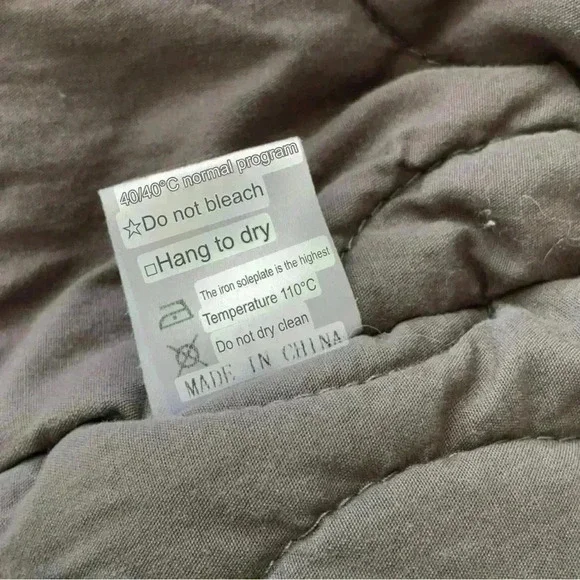 40/40°C normal program
☆Do not bleach
□Hang to dry
The iron soleplate is the highest
Temperature 110°C
Do not dry clean
MADE IN CHINA